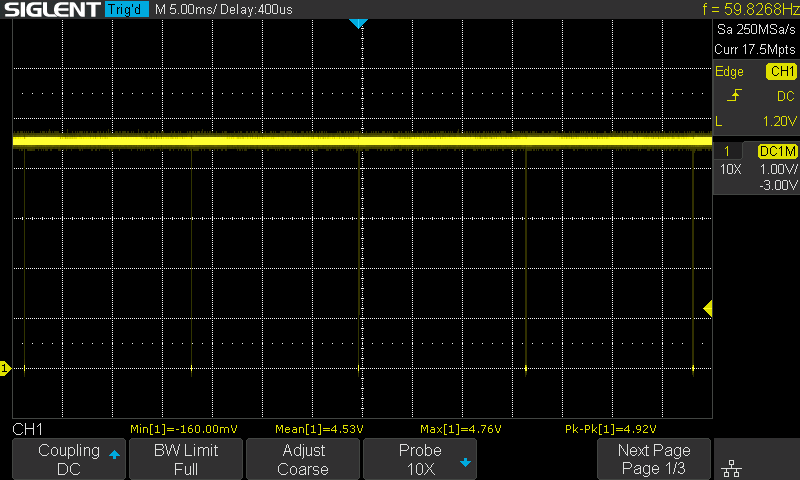 SIGLENT Trig'd M 5.00ms/ Delay:400us f = 59.8268Hz
Sa 250MSa/s
Curr 17.5Mpts
Edge CH1
DC
L 1.20V
1 DC1M
10X 1.00V/
-3.00V
1
CH1 Min[1]=-160.00mV Mean[1]=4.53V Max[1]=4.76V Pk-Pk[1]=4.92V
Coupling BW Limit Adjust Probe Next Page
DC Full Coarse 10X Page 1/3